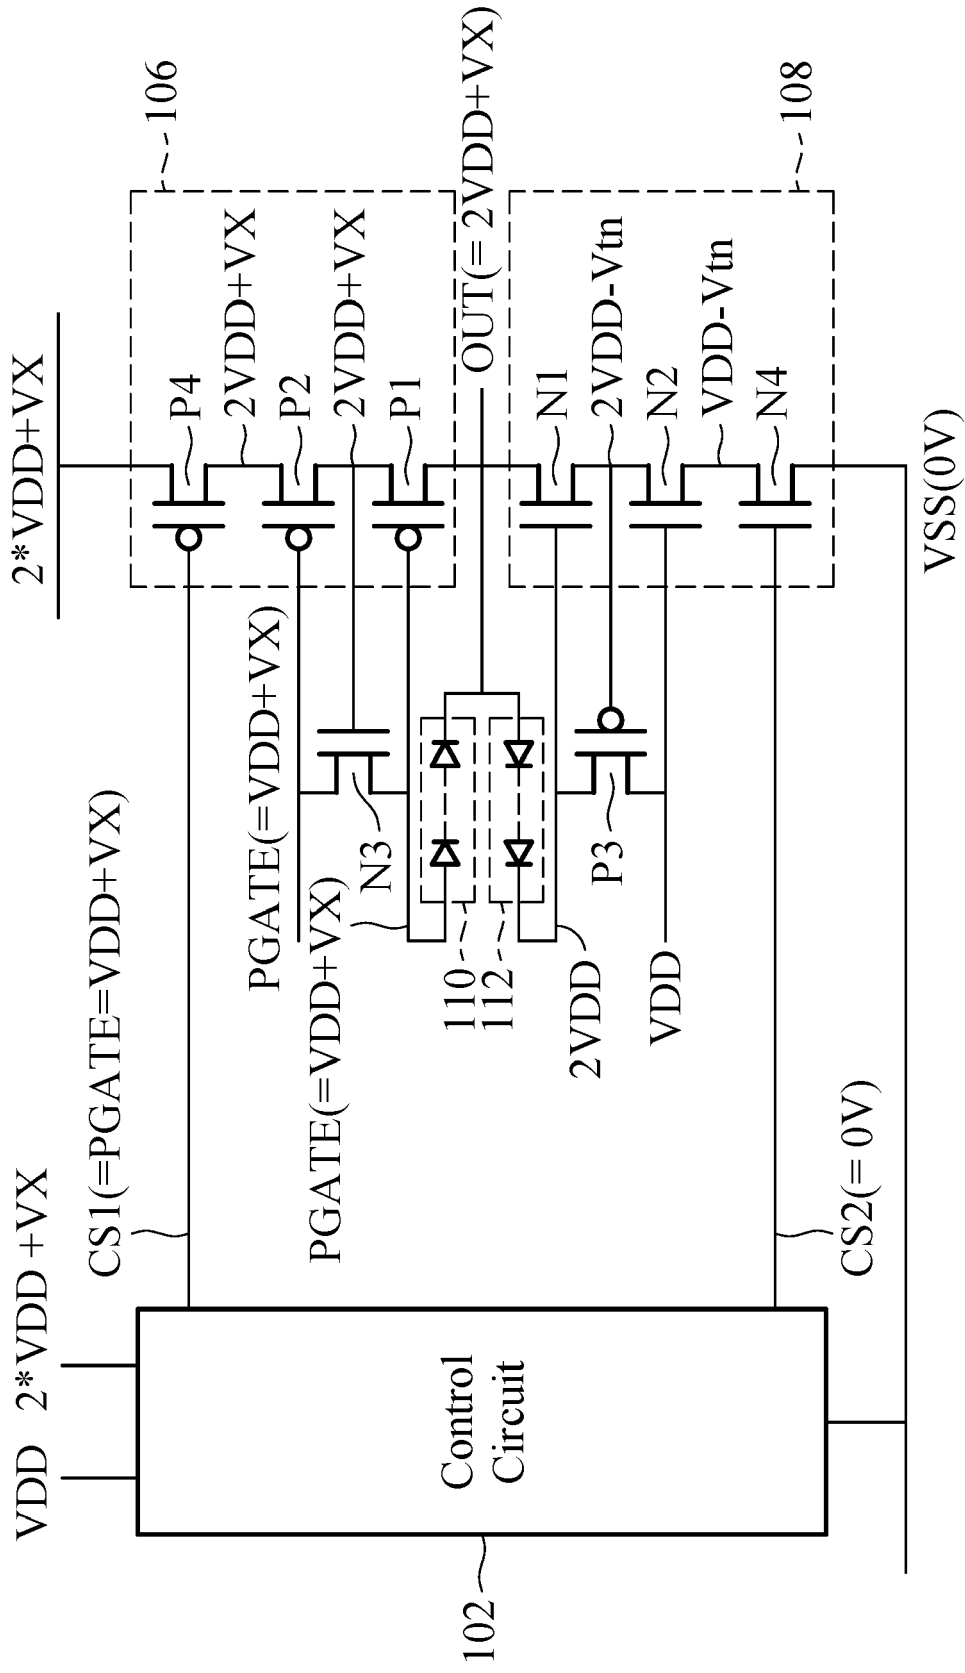 VDD
2*VDD +VX
2*VDD+VX
CS1(=PGATE=VDD+VX)
PGATE(=VDD+VX)
PGATE(=VDD+VX)
106
P4
2VDD+VX
P2
2VDD+VX
P1
N3
110
112
OUT(= 2VDD+VX)
N1
2VDD-Vtn
N2
VDD-Vtn
N4
108
P3
2VDD
VDD
Control
Circuit
102
CS2(= 0V)
VSS(0V)